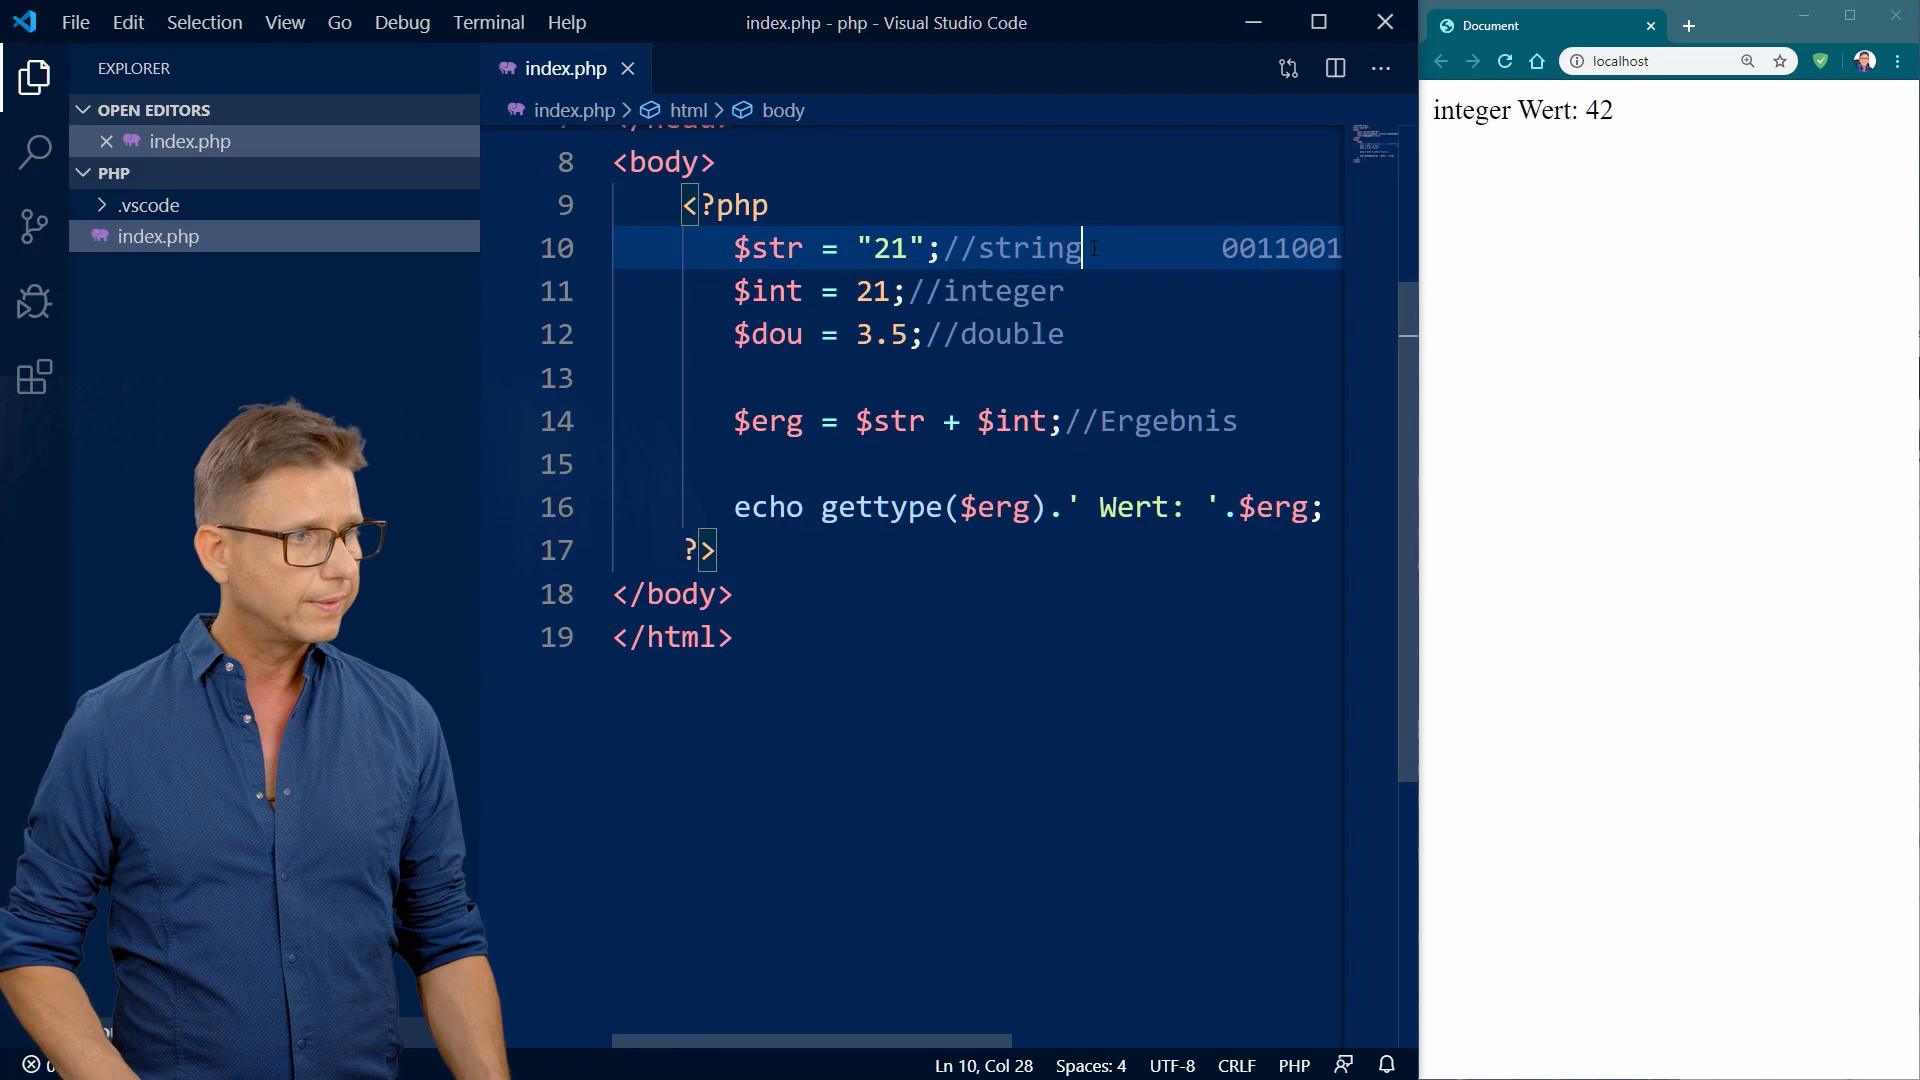 File Edit Selection View Go Debug Terminal Help
index.php - php - Visual Studio Code
EXPLORER
OPEN EDITORS
index.php
PHP
.vscode
index.php
index.php
index.php > html > body
8 <body>
9 <?php
10 $str = "21";//string 0011001
11 $int = 21;//integer
12 $dou = 3.5;//double
13
14 $erg = $str + $int;//Ergebnis
15
16 echo gettype($erg).' Wert: '.$erg;
17 ?>
18 </body>
19 </html>
Ln 10, Col 28 Spaces: 4 UTF-8 CRLF PHP
Document
localhost
integer Wert: 42